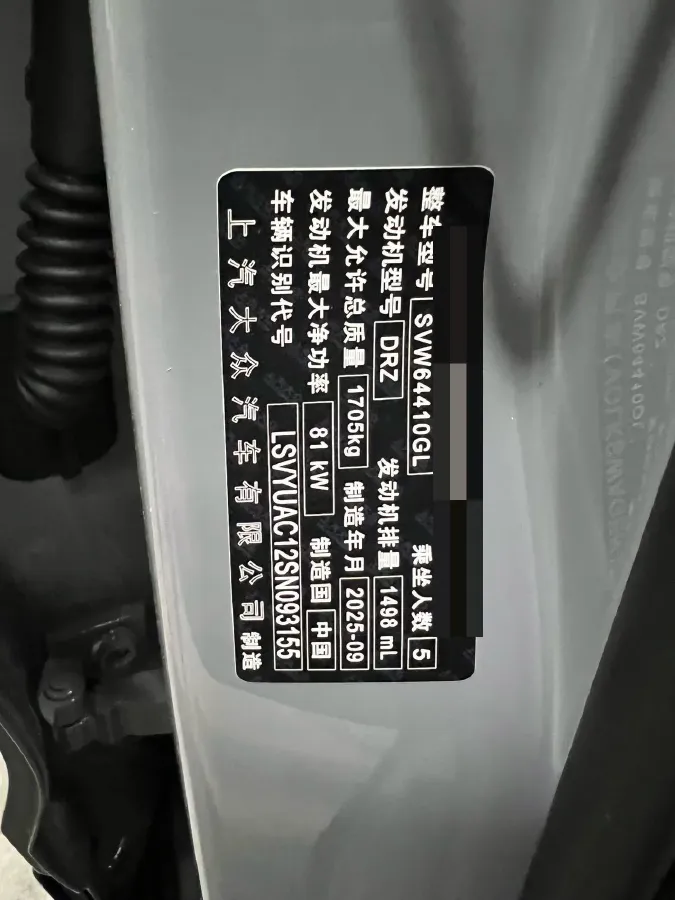 整车型号 SVW64410GL 乘坐人数 5
发动机型号 DRZ 发动机排量 1498 mL
最大允许总质量 1705kg 制造年月 2025-09
发动机最大净功率 81 kW 制造国 中国
车辆识别代号 LSVYUAC12SN093155
上汽大众汽车有限公司 制造